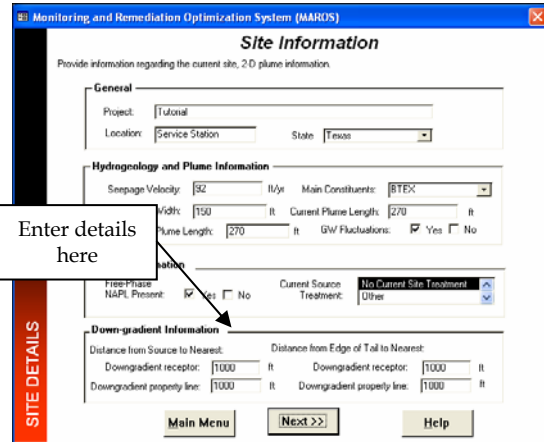 Monitoring and Remediation Optimization System (MAROS)
Site Information
Provide information regarding the current site, 2-D plume information.
General
Project: Tutorial
Location: Service Station State Texas
Hydrogeology and Plume Information
Seepage Velocity: 92 ft/yr Main Constituents: BTEX
Width: 150 ft Current Plume Length: 270 ft
Plume Length: 270 ft GW Fluctuations: Yes No
Enter details
here
Free-Phase
NAPL Present: Yes No
Current Source
Treatment:
No Current Site Treatment
Other
Down-gradient Information
Distance from Source to Nearest: Distance from Edge of Tail to Nearest:
Downgradient receptor: 1000 ft Downgradient receptor: 1000 ft
Downgradient property line: 1000 ft Downgradient property line: 1000 ft
SITE DETAILS
Main Menu Next >> Help